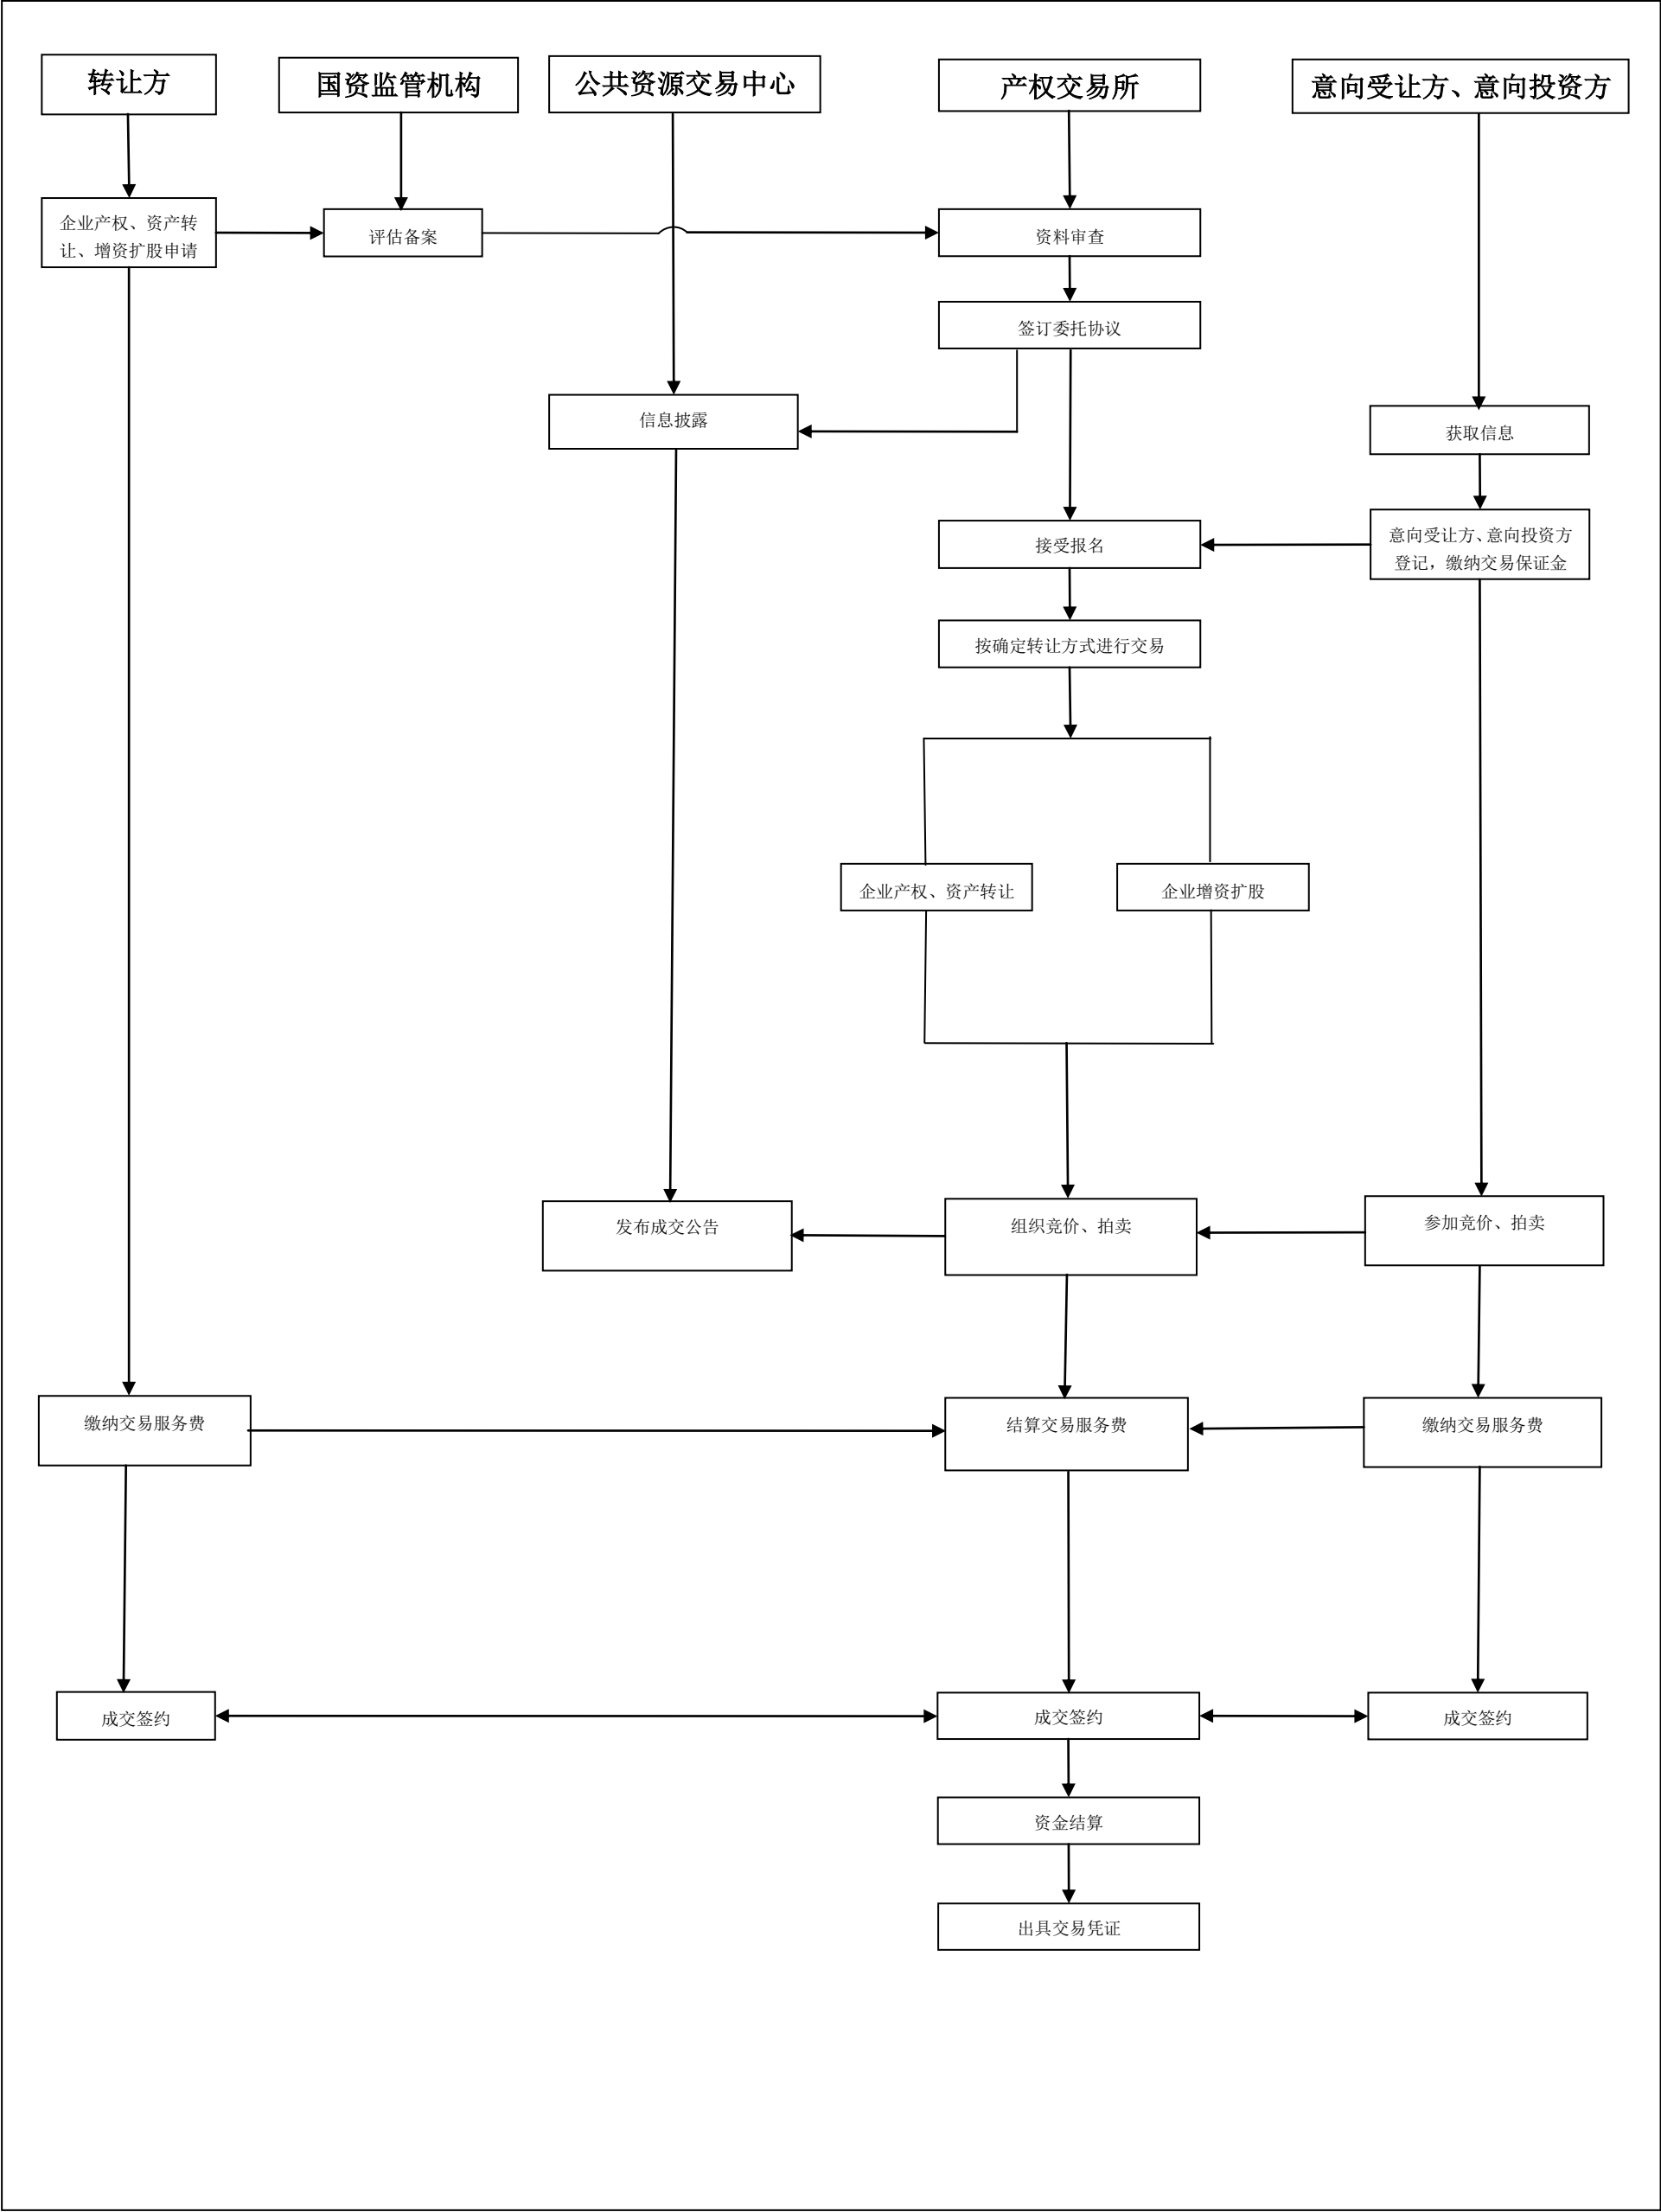 转让方
国资监管机构
公共资源交易中心
产权交易所
意向受让方、意向投资方
企业产权、资产转
让、增资扩股申请
评估备案
资料审查
签订委托协议
信息披露
获取信息
接受报名
意向受让方、意向投资方
登记，缴纳交易保证金
按确定转让方式进行交易
企业产权、资产转让
企业增资扩股
发布成交公告
组织竞价、拍卖
参加竞价、拍卖
缴纳交易服务费
结算交易服务费
缴纳交易服务费
成交签约
成交签约
成交签约
资金结算
出具交易凭证